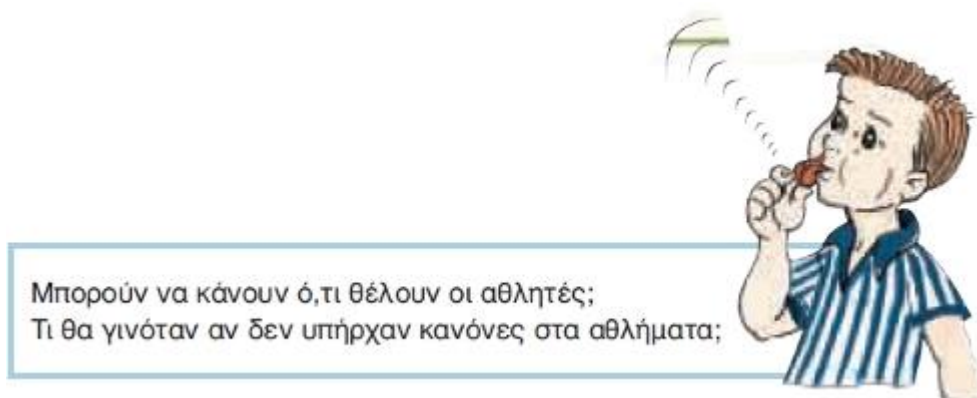 Μπορούν να κάνουν ό,τι θέλουν οι αθλητές;
Τι θα γινόταν αν δεν υπήρχαν κανόνες στα αθλήματα;